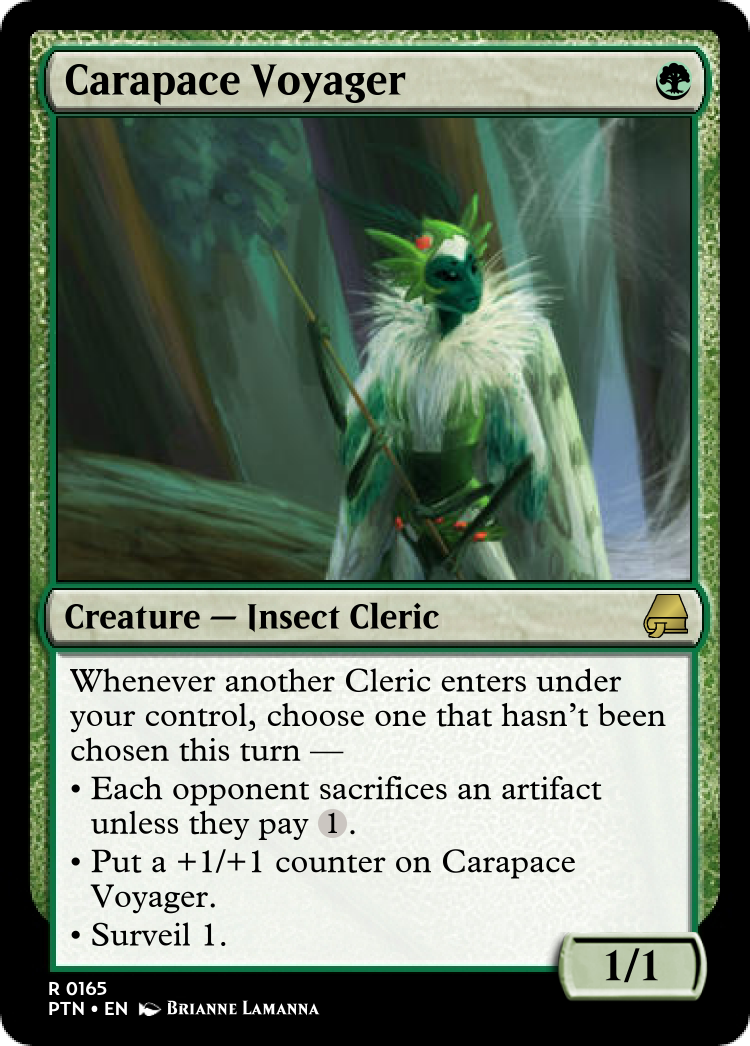 Carapace Voyager
Creature — Insect Cleric
Whenever another Cleric enters under
your control, choose one that hasn't been
chosen this turn —
• Each opponent sacrifices an artifact
unless they pay 1.
• Put a +1/+1 counter on Carapace
Voyager.
• Surveil 1.
1/1
R 0165
PTN • EN Brianne Lamanna